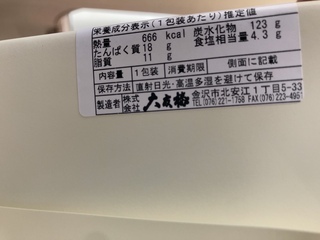 栄養成分表示(1包装あたり)推定値
熱量 666 kcal 炭水化物 123 g
たんぱく質 18 g 食塩相当量 4.3 g
脂質 11 g
内容量 1包装 消費期限 側面に記載
保存方法 直射日光・高温多湿を避けて保存
製造者 株式会社 大友楼 金沢市北安江1丁目5-33
TEL(076)221-1758 FAX(076)223-4951